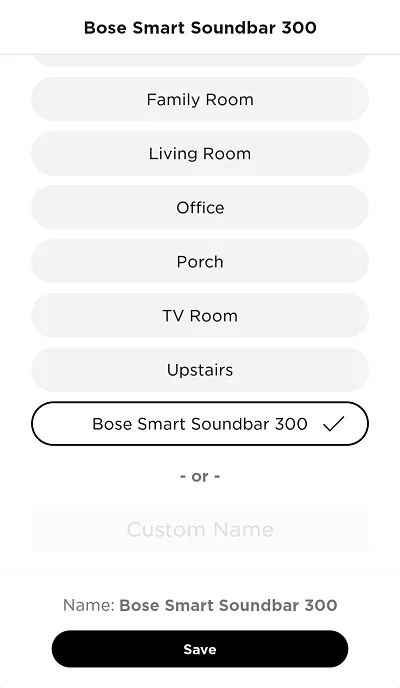 Bose Smart Soundbar 300
Family Room
Living Room
Office
Porch
TV Room
Upstairs
Bose Smart Soundbar 300
- or -
Custom Name
Name: Bose Smart Soundbar 300
Save